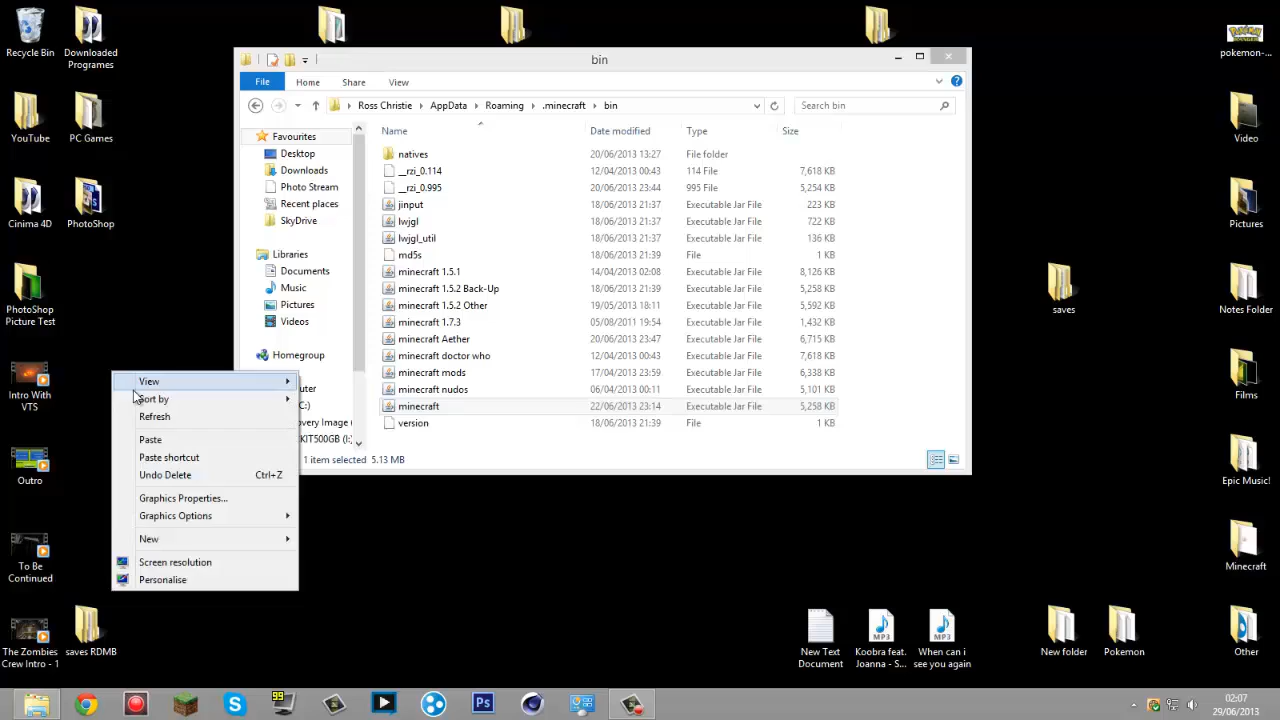 Recycle Bin
Downloaded
Programes
YouTube
PC Games
Cinima 4D
PhotoShop
PhotoShop
Picture Test
Intro With
VTS
Outro
To Be
Continued
The Zombies
Crew Intro - 1
saves RDMB
bin
File
Home
Share
View
Ross Christie
AppData
Roaming
.minecraft
bin
Search bin
Favourites
Desktop
Downloads
Photo Stream
Recent places
SkyDrive
Libraries
Documents
Music
Pictures
Videos
Homegroup
uter
C:)
overy Image (
KIT500GB (I:)
Name
Date modified
Type
Size
natives 20/06/2013 13:27 File folder
__rzi_0.114 12/04/2013 00:43 114 File 7,618 KB
__rzi_0.995 20/06/2013 23:44 995 File 5,254 KB
jinput 18/06/2013 21:37 Executable Jar File 223 KB
lwjgl 18/06/2013 21:37 Executable Jar File 722 KB
lwjgl_util 18/06/2013 21:37 Executable Jar File 136 KB
md5s 18/06/2013 21:39 File 1 KB
minecraft 1.5.1 14/04/2013 02:08 Executable Jar File 8,126 KB
minecraft 1.5.2 Back-Up 18/06/2013 21:39 Executable Jar File 5,258 KB
minecraft 1.5.2 Other 19/05/2013 18:11 Executable Jar File 5,592 KB
minecraft 1.7.3 05/08/2011 19:54 Executable Jar File 1,432 KB
minecraft Aether 20/06/2013 23:47 Executable Jar File 6,715 KB
minecraft doctor who 12/04/2013 00:43 Executable Jar File 7,618 KB
minecraft mods 17/04/2013 23:59 Executable Jar File 6,338 KB
minecraft nudos 06/04/2013 00:11 Executable Jar File 5,101 KB
minecraft 22/06/2013 23:14 Executable Jar File 5,258 KB
version 18/06/2013 21:39 File 1 KB
1 item selected 5.13 MB
View
Sort by
Refresh
Paste
Paste shortcut
Undo Delete Ctrl+Z
Graphics Properties...
Graphics Options
New
Screen resolution
Personalise
pokemon-...
Video
Pictures
saves
Notes Folder
Films
Epic Music!
Minecraft
New Text
Document
MP3
Koobra feat.
Joanna - S...
MP3
When can i
see you again
New folder
Pokemon
Other
99
Ps
02:07
29/06/2013